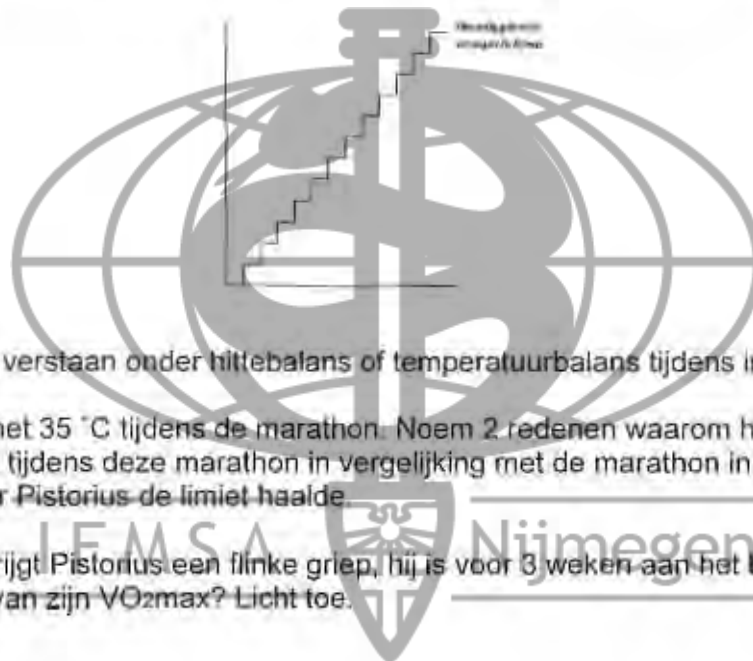 verstaan onder hittebalans of temperatuurbalans tijdens
het 35 °C tijdens de marathon. Noem 2 redenen waarom
tijdens deze marathon in vergelijking met de marathon in
Pistorius de limiet haalde.
IFMSA Nijmegen
Pistorius een flinke griep, hij is voor 3 weken aan het
van zijn VO2max? Licht toe.